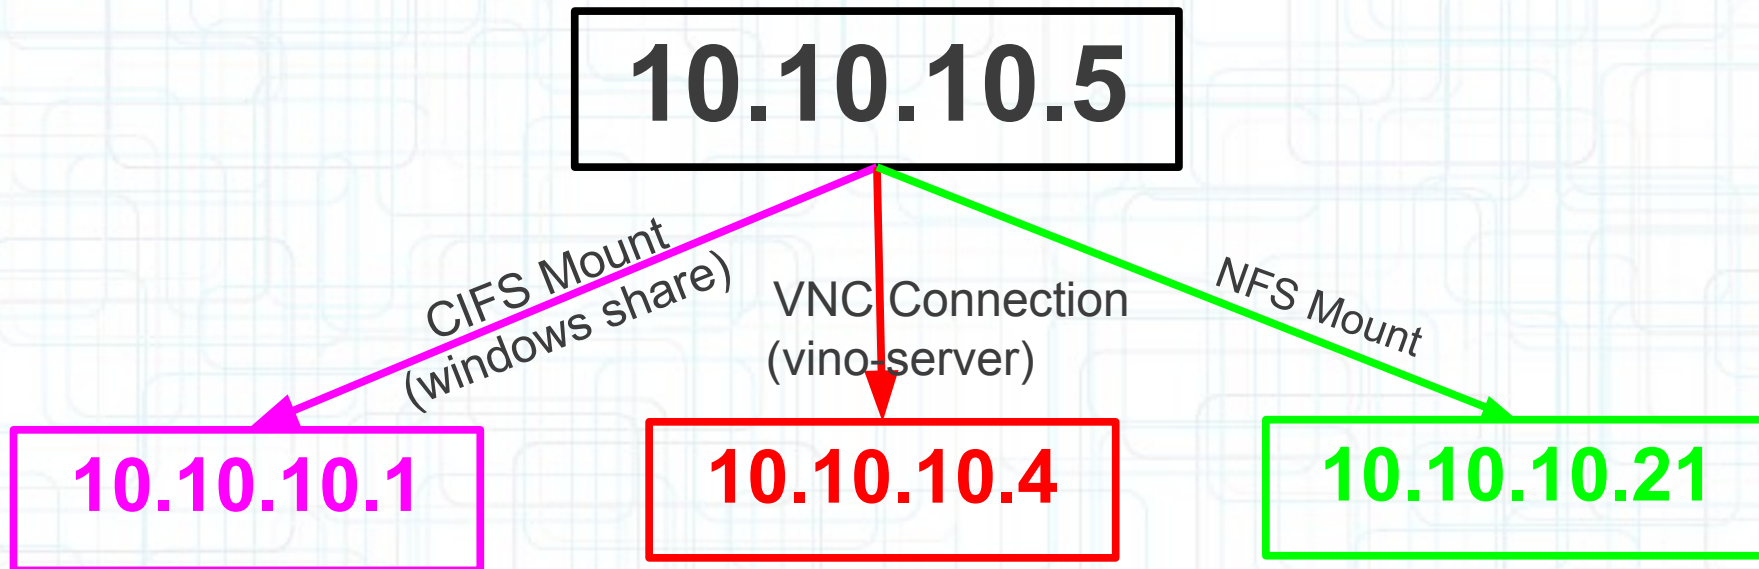 10.10.10.5
CIFS Mount
(windows share)
VNC Connection
(vino-server)
NFS Mount
10.10.10.1
10.10.10.4
10.10.10.21